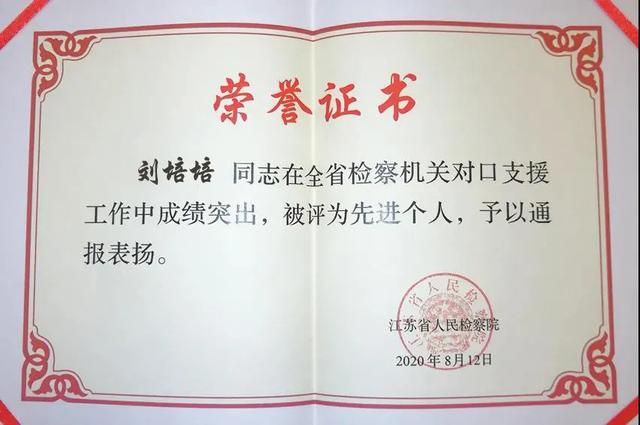 荣誉证书
刘培培 同志在全省检察机关对口支援
工作中成绩突出，被评为先进个人，予以通
报表扬。
江苏省人民检察院
2020年8月12日